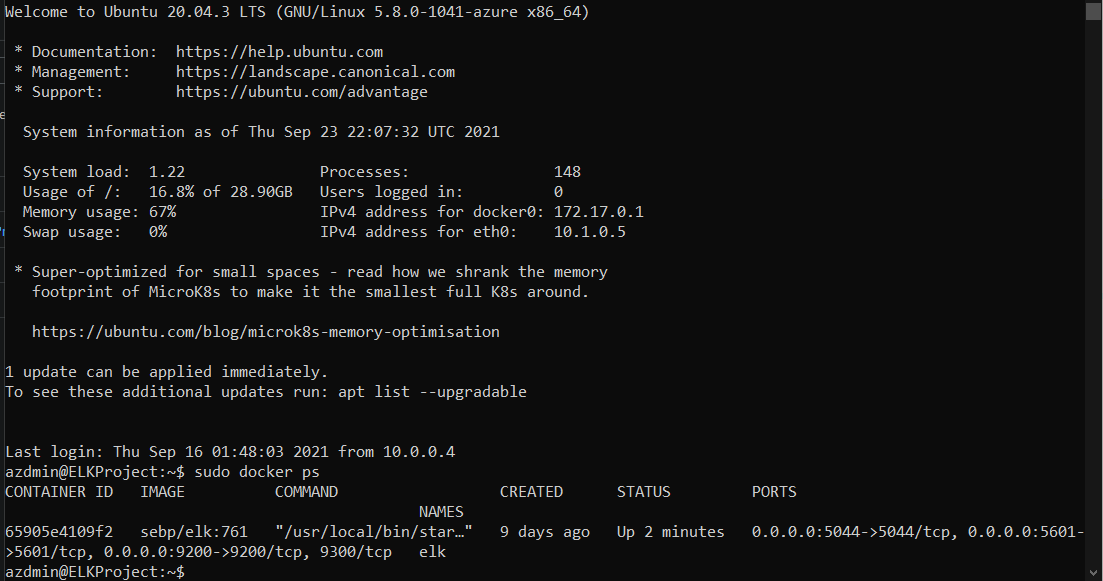 Welcome to Ubuntu 20.04.3 LTS (GNU/Linux 5.8.0-1041-azure x86_64)
* Documentation: https://help.ubuntu.com
* Management: https://landscape.canonical.com
* Support: https://ubuntu.com/advantage
System information as of Thu Sep 23 22:07:32 UTC 2021
System load: 1.22 Processes: 148
Usage of /: 16.8% of 28.90GB Users logged in: 0
Memory usage: 67% IPv4 address for docker0: 172.17.0.1
Swap usage: 0% IPv4 address for eth0: 10.1.0.5
* Super-optimized for small spaces - read how we shrank the memory
footprint of MicroK8s to make it the smallest full K8s around.
https://ubuntu.com/blog/microk8s-memory-optimisation
1 update can be applied immediately.
To see these additional updates run: apt list --upgradable
Last login: Thu Sep 16 01:48:03 2021 from 10.0.0.4
azdmin@ELKProject:~$ sudo docker ps
CONTAINER ID IMAGE COMMAND CREATED STATUS PORTS
NAMES
65905e4109f2 sebp/elk:761 "/usr/local/bin/star…" 9 days ago Up 2 minutes 0.0.0.0:5044->5044/tcp, 0.0.0.0:5601-
>5601/tcp, 0.0.0.0:9200->9200/tcp, 9300/tcp elk
azdmin@ELKProject:~$